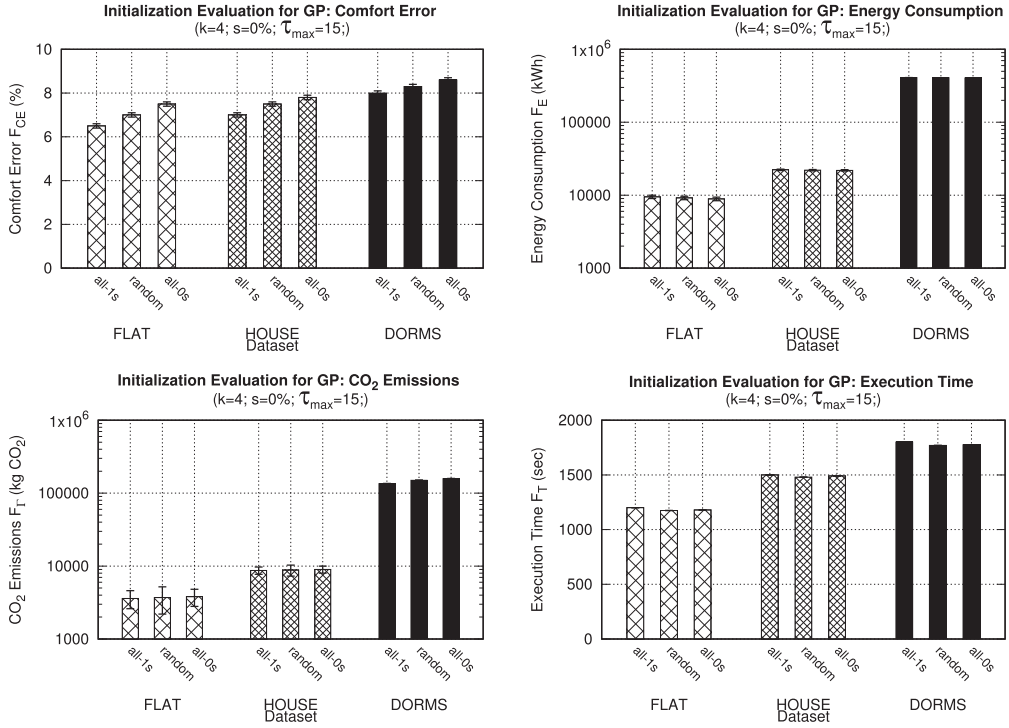 Initialization Evaluation for GP: Comfort Error
(k=4; s=0%; τmax=15;)
Comfort Error FCE (%)
10
8
6
4
2
0
all-1s random all-0s all-1s random all-0s all-1s random all-0s
FLAT HOUSE DORMS
Dataset
Initialization Evaluation for GP: Energy Consumption
(k=4; s=0%; τmax=15;)
Energy Consumption FE (kWh)
1x10^6
100000
10000
1000
all-1s random all-0s all-1s random all-0s all-1s random all-0s
FLAT HOUSE DORMS
Dataset
Initialization Evaluation for GP: CO2 Emissions
(k=4; s=0%; τmax=15;)
CO2 Emissions FΓ (kg CO2)
1x10^6
100000
10000
1000
all-1s random all-0s all-1s random all-0s all-1s random all-0s
FLAT HOUSE DORMS
Dataset
Initialization Evaluation for GP: Execution Time
(k=4; s=0%; τmax=15;)
Execution Time FT (sec)
2000
1500
1000
500
0
all-1s random all-0s all-1s random all-0s all-1s random all-0s
FLAT HOUSE DORMS
Dataset